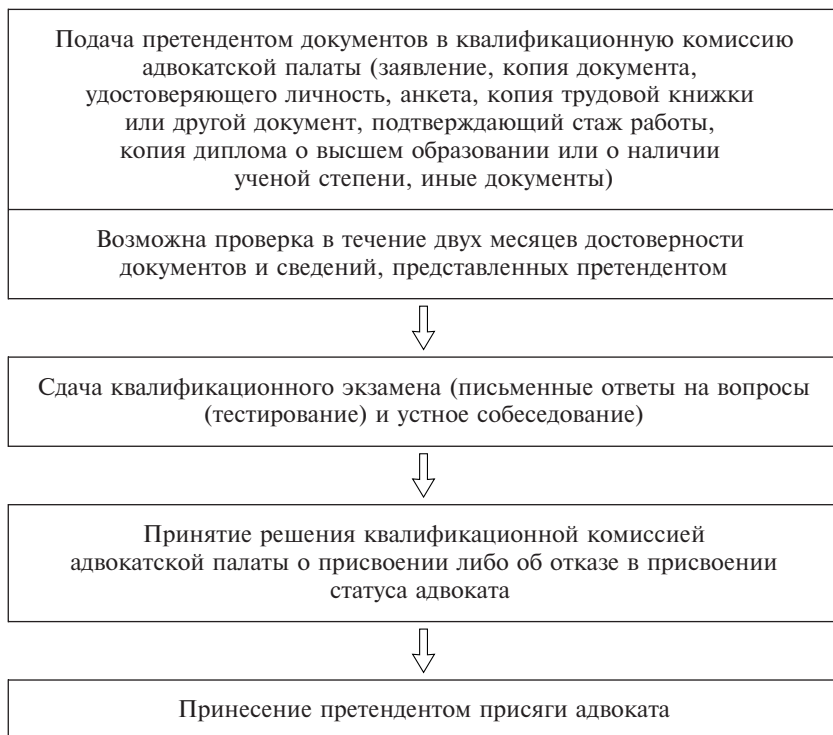 Подача претендентом документов в квалификационную комиссию
адвокатской палаты (заявление, копия документа,
удостоверяющего личность, анкета, копия трудовой книжки
или другой документ, подтверждающий стаж работы,
копия диплома о высшем образовании или о наличии
ученой степени, иные документы)
Возможна проверка в течение двух месяцев достоверности
документов и сведений, представленных претендентом
Сдача квалификационного экзамена (письменные ответы на вопросы
(тестирование) и устное собеседование)
Принятие решения квалификационной комиссией
адвокатской палаты о присвоении либо об отказе в присвоении
статуса адвоката
Принесение претендентом присяги адвоката